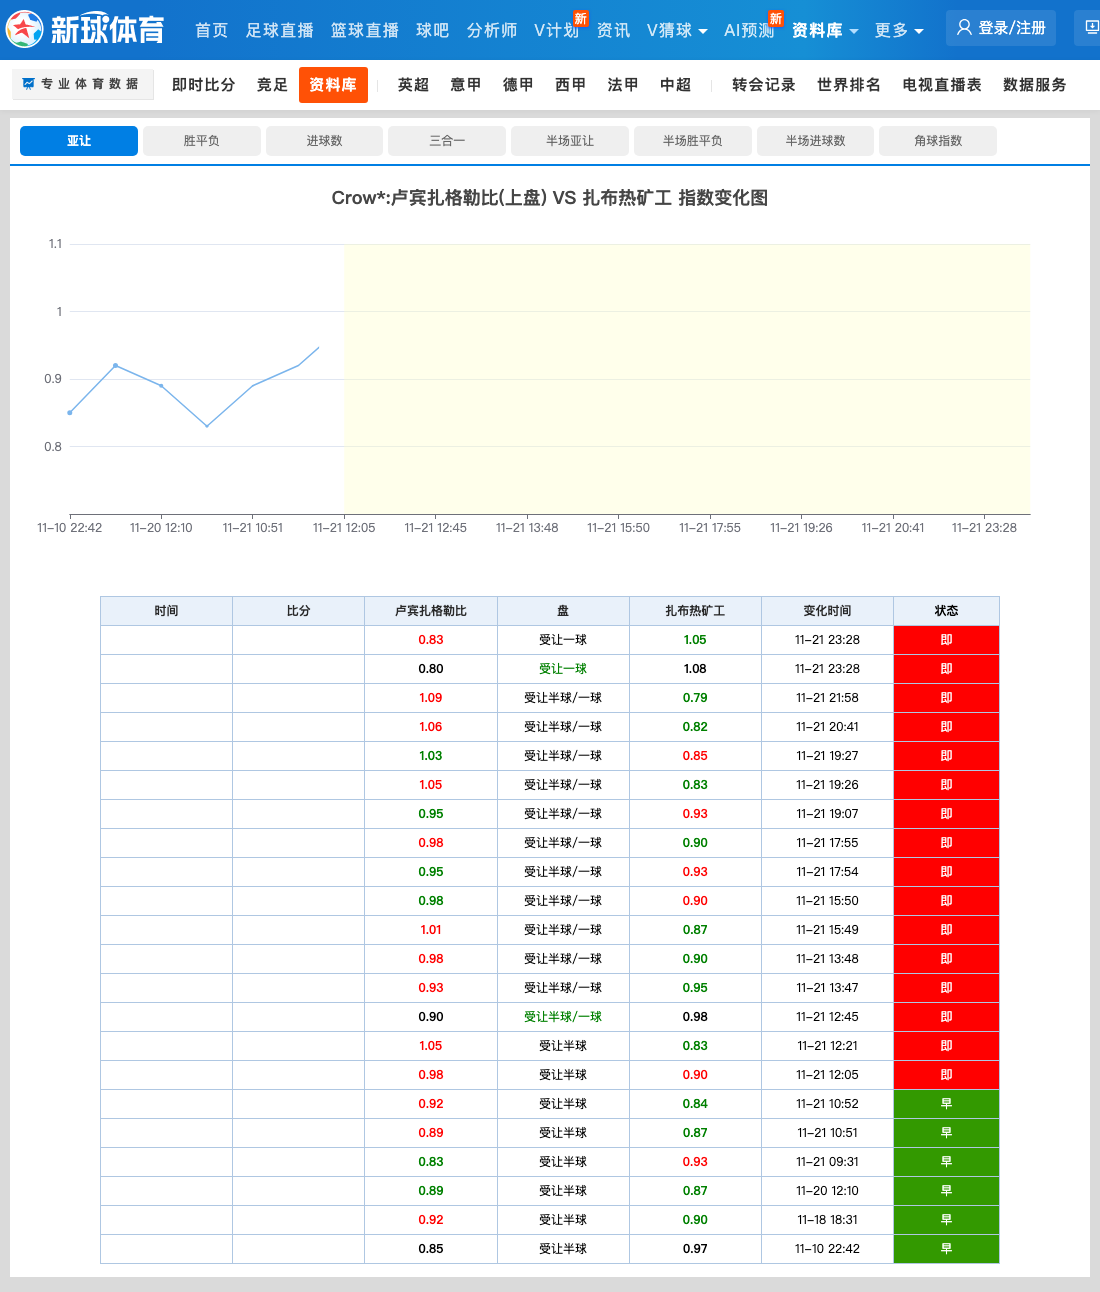 新球体育 首页 足球直播 篮球直播 球吧 分析师 V计划 新 资讯 V猜球 AI预测 新 资料库 更多 登录/注册
专业体育数据 即时比分 竞足 资料库 英超 意甲 德甲 西甲 法甲 中超 转会记录 世界排名 电视直播表 数据服务
亚让 胜平负 进球数 三合一 半场亚让 半场胜平负 半场进球数 角球指数
Crow*:卢宾扎格勒比(上盘) VS 扎布热矿工 指数变化图
1.1
1
0.9
0.8
11-10 22:42 11-20 12:10 11-21 10:51 11-21 12:05 11-21 12:45 11-21 13:48 11-21 15:50 11-21 17:55 11-21 19:26 11-21 20:41 11-21 23:28
时间 比分 卢宾扎格勒比 盘 扎布热矿工 变化时间 状态
0.83 受让一球 1.05 11-21 23:28 即
0.80 受让一球 1.08 11-21 23:28 即
1.09 受让半球/一球 0.79 11-21 21:58 即
1.06 受让半球/一球 0.82 11-21 20:41 即
1.03 受让半球/一球 0.85 11-21 19:27 即
1.05 受让半球/一球 0.83 11-21 19:26 即
0.95 受让半球/一球 0.93 11-21 19:07 即
0.98 受让半球/一球 0.90 11-21 17:55 即
0.95 受让半球/一球 0.93 11-21 17:54 即
0.98 受让半球/一球 0.90 11-21 15:50 即
1.01 受让半球/一球 0.87 11-21 15:49 即
0.98 受让半球/一球 0.90 11-21 13:48 即
0.93 受让半球/一球 0.95 11-21 13:47 即
0.90 受让半球/一球 0.98 11-21 12:45 即
1.05 受让半球 0.83 11-21 12:21 即
0.98 受让半球 0.90 11-21 12:05 即
0.92 受让半球 0.84 11-21 10:52 早
0.89 受让半球 0.87 11-21 10:51 早
0.83 受让半球 0.93 11-21 09:31 早
0.89 受让半球 0.87 11-20 12:10 早
0.92 受让半球 0.90 11-18 18:31 早
0.85 受让半球 0.97 11-10 22:42 早